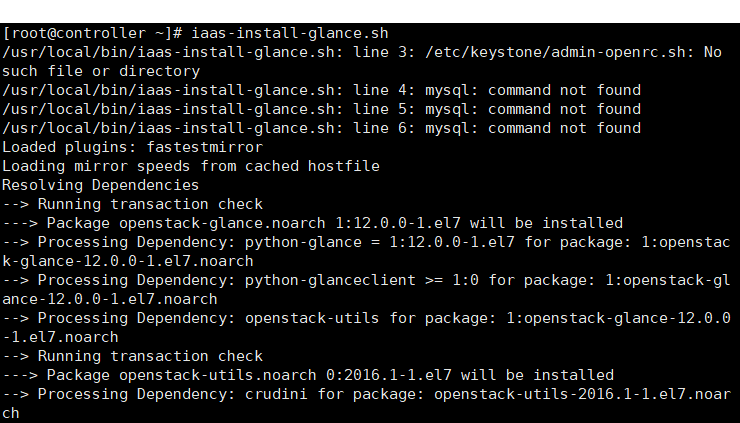 [root@controller ~]# iaas-install-glance.sh
/usr/local/bin/iaas-install-glance.sh: line 3: /etc/keystone/admin-openrc.sh: No
such file or directory
/usr/local/bin/iaas-install-glance.sh: line 4: mysql: command not found
/usr/local/bin/iaas-install-glance.sh: line 5: mysql: command not found
/usr/local/bin/iaas-install-glance.sh: line 6: mysql: command not found
Loaded plugins: fastestmirror
Loading mirror speeds from cached hostfile
Resolving Dependencies
--> Running transaction check
---> Package openstack-glance.noarch 1:12.0.0-1.el7 will be installed
--> Processing Dependency: python-glance = 1:12.0.0-1.el7 for package: 1:openstac
k-glance-12.0.0-1.el7.noarch
--> Processing Dependency: python-glanceclient >= 1:0 for package: 1:openstack-gl
ance-12.0.0-1.el7.noarch
--> Processing Dependency: openstack-utils for package: 1:openstack-glance-12.0.0
-1.el7.noarch
--> Running transaction check
---> Package openstack-utils.noarch 0:2016.1-1.el7 will be installed
--> Processing Dependency: crudini for package: openstack-utils-2016.1-1.el7.noar
ch